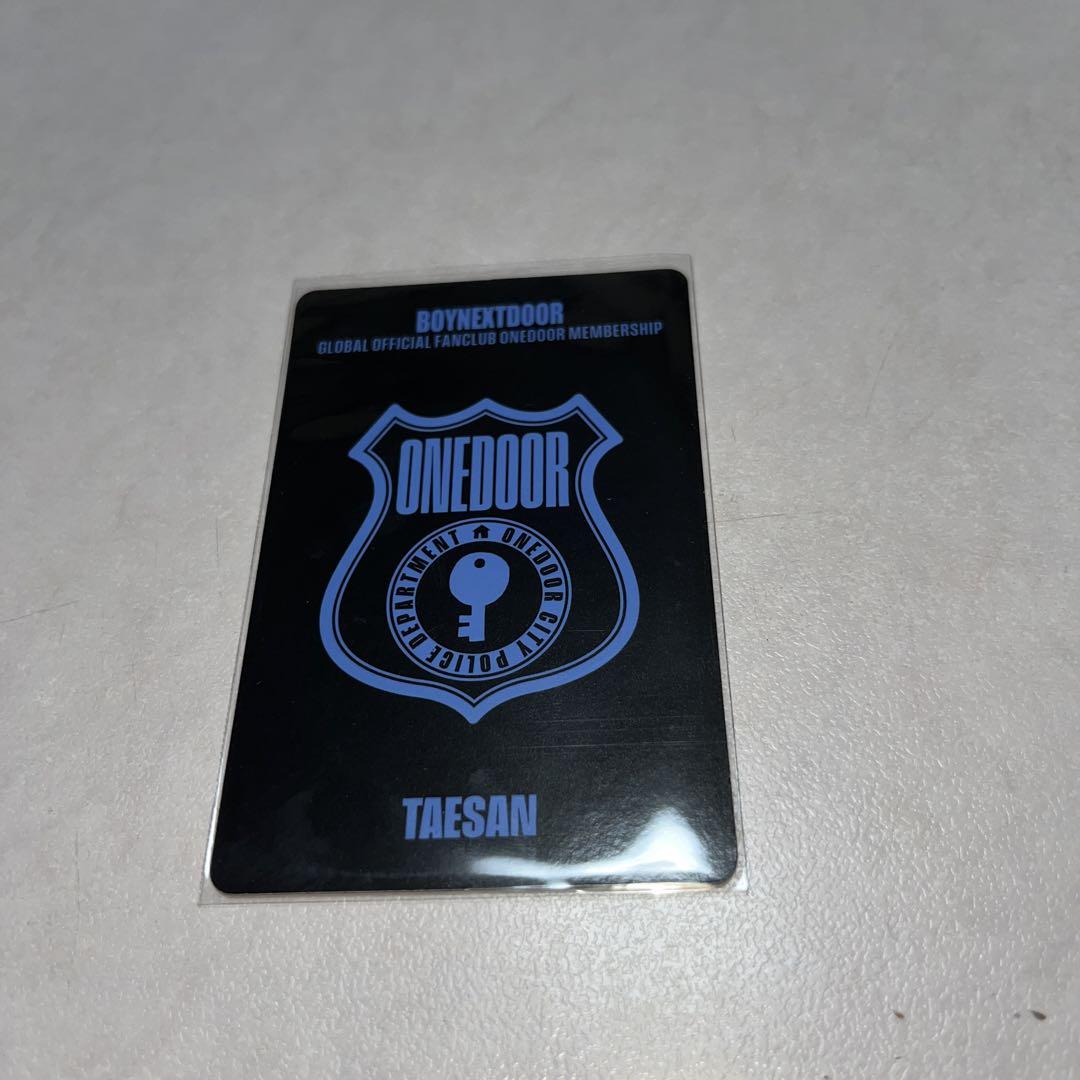 BOYNEXTDOOR
GLOBAL OFFICIAL FANCLUB ONEDOOR MEMBERSHIP
ONEDOOR
ONEDOOR CITY POLICE DEPARTMENT
TAESAN